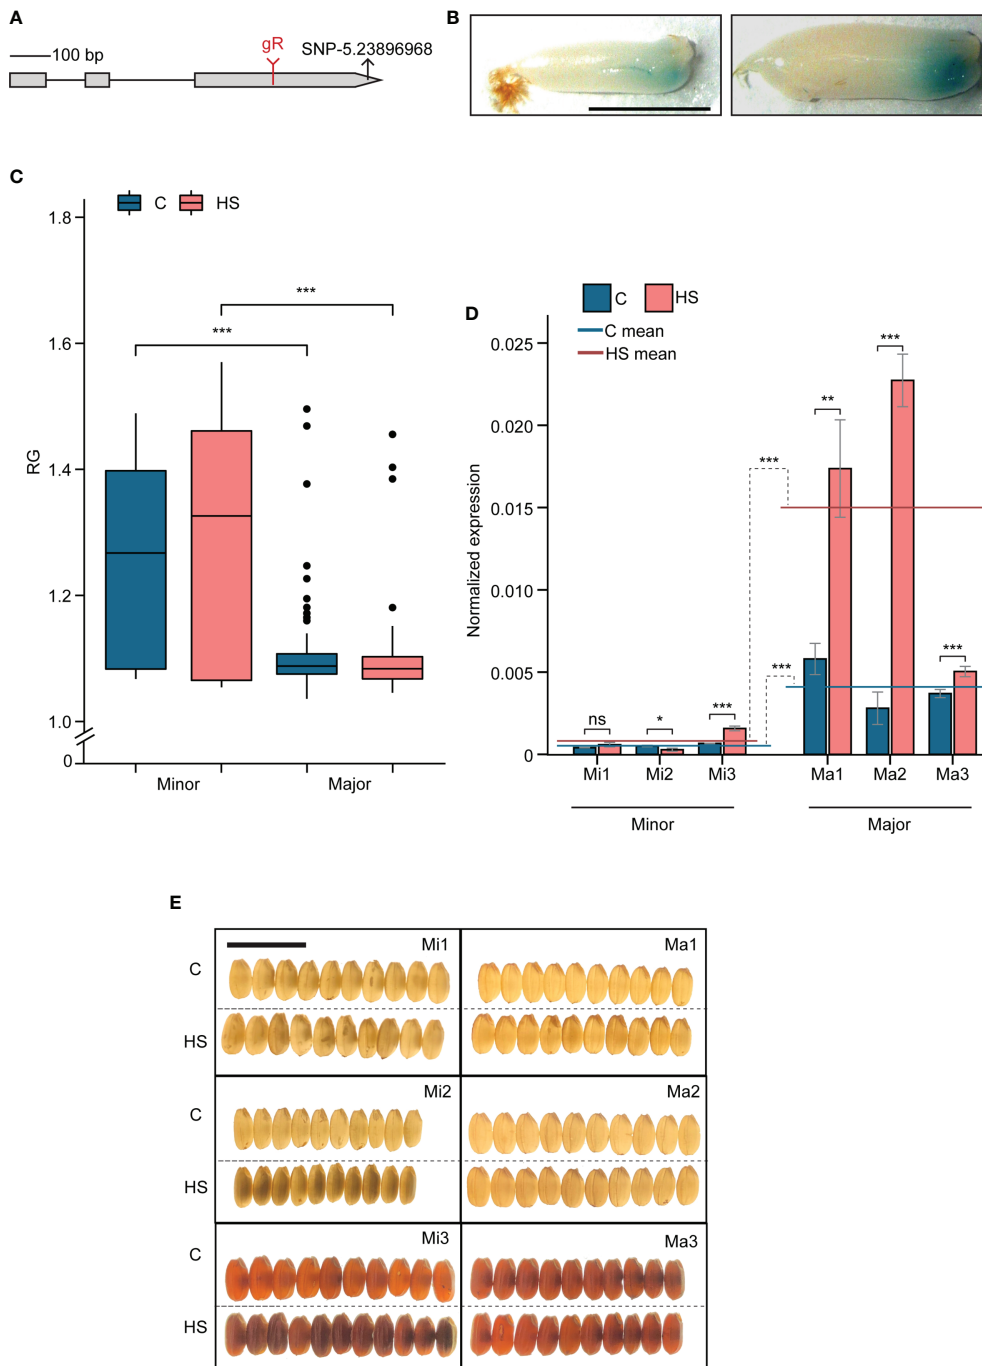 A
100 bp
gR
SNP-5.23896968
B
C
C HS
1.8
1.6
1.4
1.2
1.0
0
RG
***
***
Minor Major
D
C HS
C mean
HS mean
0.025
0.020
0.015
0.010
0.005
0
Normalized expression
ns
*
***
***
***
**
***
***
Mi1 Mi2 Mi3 Ma1 Ma2 Ma3
Minor Major
E
Mi1 Ma1
C
HS
Mi2 Ma2
C
HS
Mi3 Ma3
C
HS